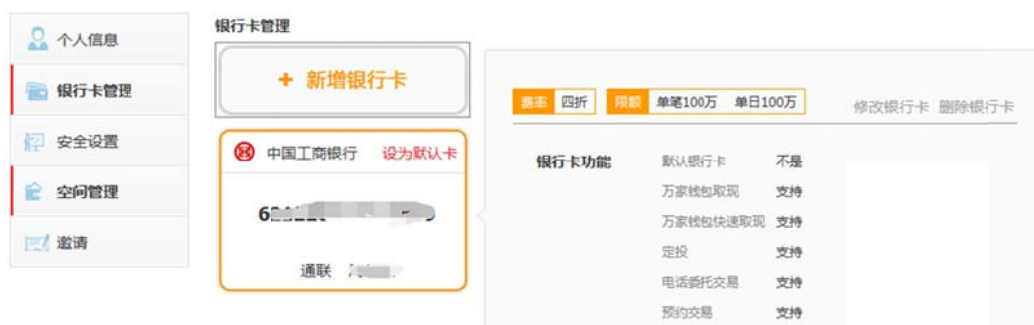 个人信息
银行卡管理
安全设置
空间管理
邀请
银行卡管理
+ 新增银行卡
中国工商银行 设为默认卡
通联
费率 四折 限额 单笔100万 单日100万 修改银行卡 删除银行卡
银行卡功能 默认银行卡 不是
万家钱包取现 支持
万家钱包快速取现 支持
定投 支持
电话委托交易 支持
预约交易 支持